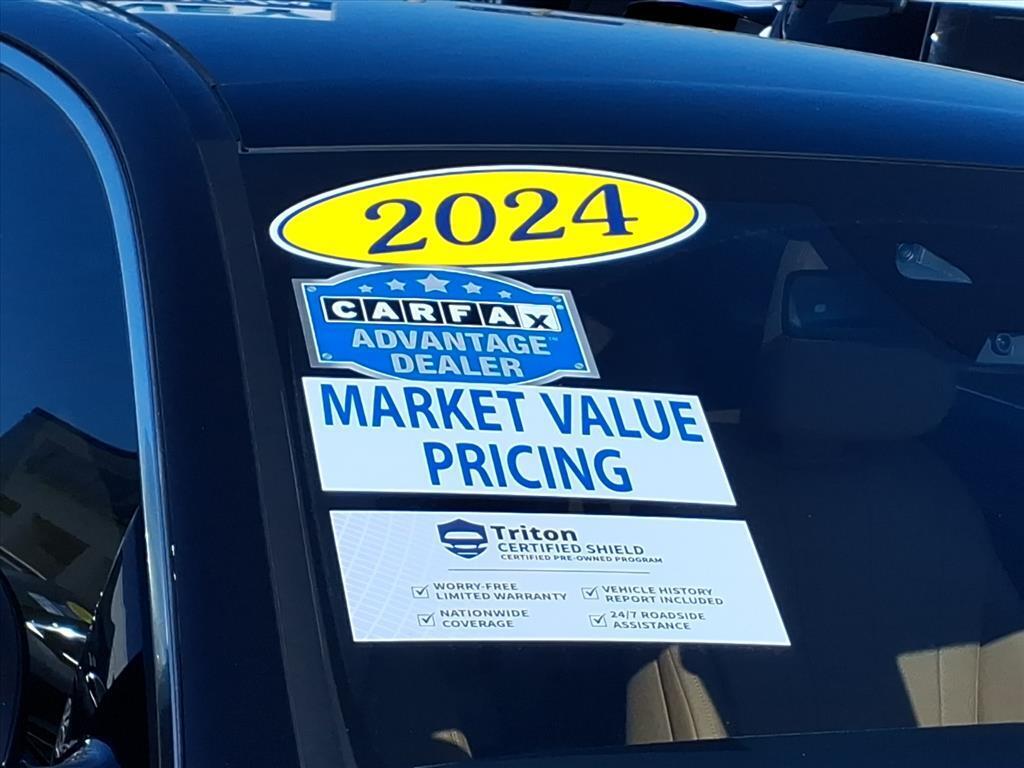 2024
CARFAX
ADVANTAGE™
DEALER
MARKET VALUE
PRICING
Triton
CERTIFIED SHIELD
CERTIFIED PRE-OWNED PROGRAM
WORRY-FREE
LIMITED WARRANTY
VEHICLE HISTORY
REPORT INCLUDED
NATIONWIDE
COVERAGE
24/7 ROADSIDE
ASSISTANCE